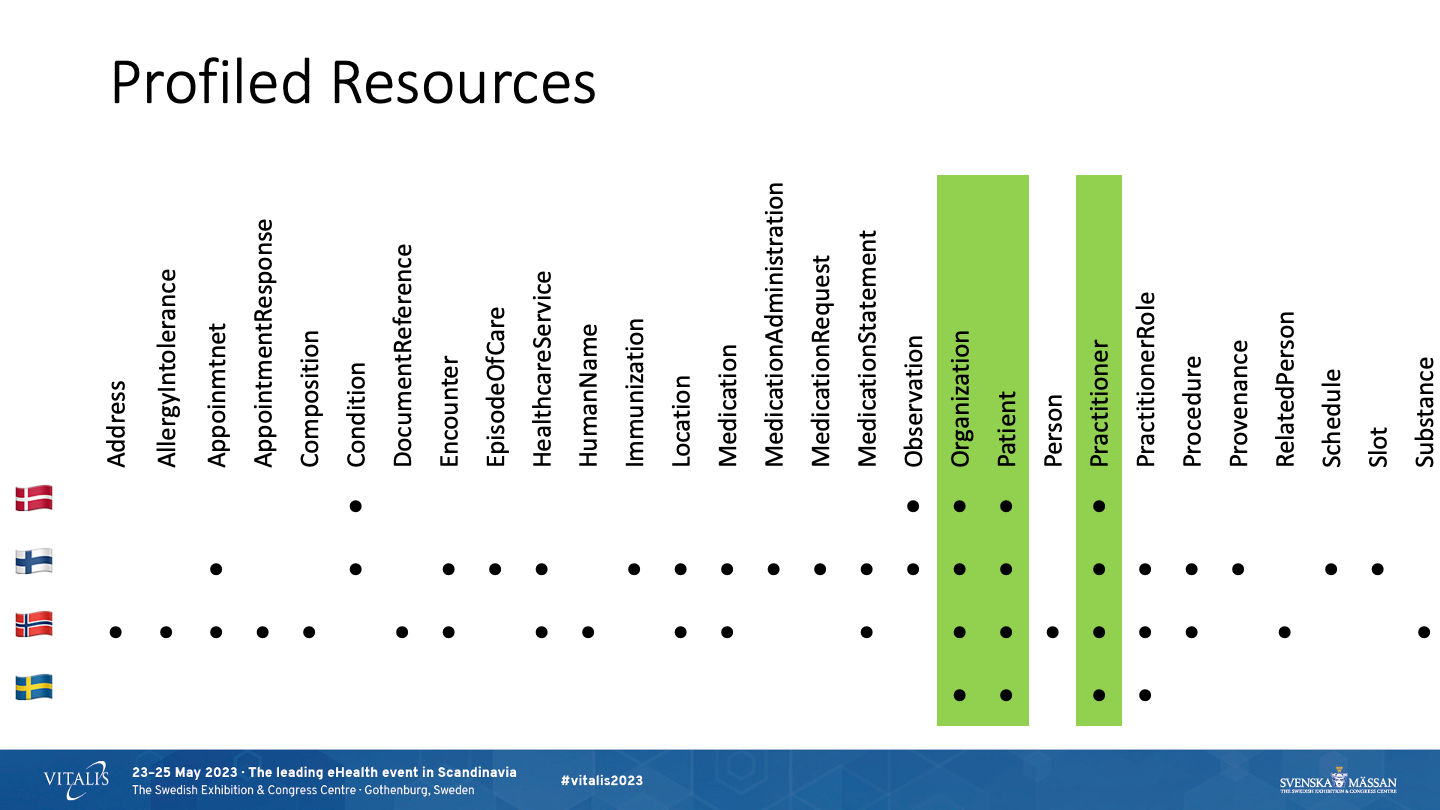 Profiled Resources
Address
AllergyIntolerance
Appoinmtnet
AppointmentResponse
Composition
Condition
DocumentReference
Encounter
EpisodeOfCare
HealthcareService
HumanName
Immunization
Location
Medication
MedicationAdministration
MedicationRequest
MedicationStatement
Observation
Organization
Patient
Person
Practitioner
PractitionerRole
Procedure
Provenance
RelatedPerson
Schedule
Slot
Substance
VITALIS
23–25 May 2023 · The leading eHealth event in Scandinavia
The Swedish Exhibition & Congress Centre · Gothenburg, Sweden
#vitalis2023
SVENSKA MÄSSAN
THE SWEDISH EXHIBITION & CONGRESS CENTRE